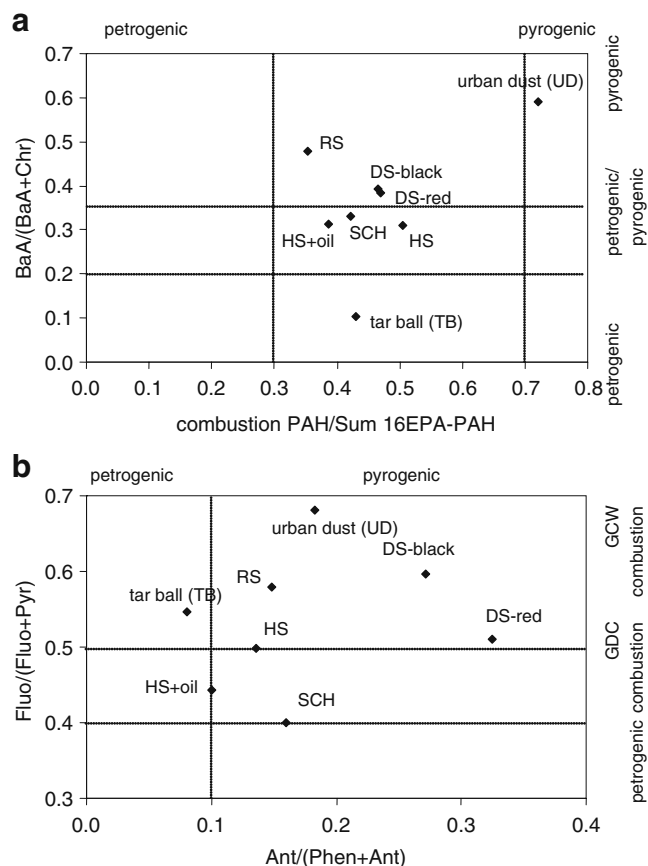 a
petrogenic
pyrogenic
0.7
0.6
0.5
0.4
0.3
0.2
0.1
0.0
BaA/(BaA+Chr)
urban dust (UD)
RS
DS-black
DS-red
HS+oil
SCH
HS
tar ball (TB)
pyrogenic
petrogenic/
pyrogenic
petrogenic
0.0
0.1
0.2
0.3
0.4
0.5
0.6
0.7
0.8
combustion PAH/Sum 16EPA-PAH
b
petrogenic
pyrogenic
0.7
0.6
0.5
0.4
0.3
Fluo/(Fluo+Pyr)
urban dust (UD)
DS-black
RS
tar ball (TB)
HS
DS-red
HS+oil
SCH
GCW
combustion
GDC
combustion
petrogenic
0.0
0.1
0.2
0.3
0.4
Ant/(Phen+Ant)